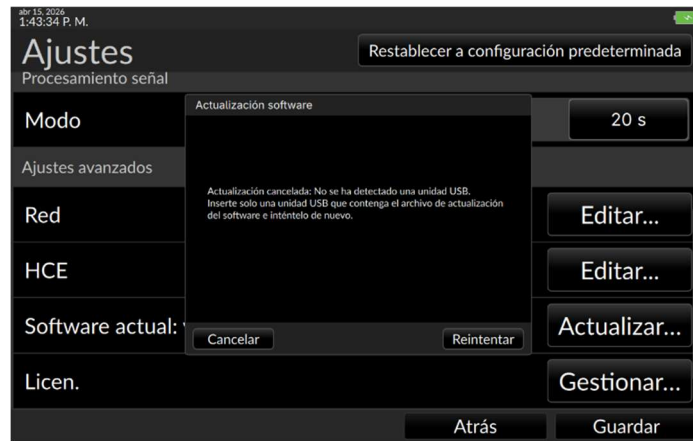 abr 15, 2026
1:43:34 P. M.
Ajustes
Restablecer a configuración predeterminada
Procesamiento señal
Modo
20 s
Ajustes avanzados
Actualización software
Actualización cancelada: No se ha detectado una unidad USB.
Inserte solo una unidad USB que contenga el archivo de actualización
del software e inténtelo de nuevo.
Cancelar
Reintentar
Red
Editar...
HCE
Editar...
Software actual:
Actualizar...
Licen.
Gestionar...
Atrás
Guardar